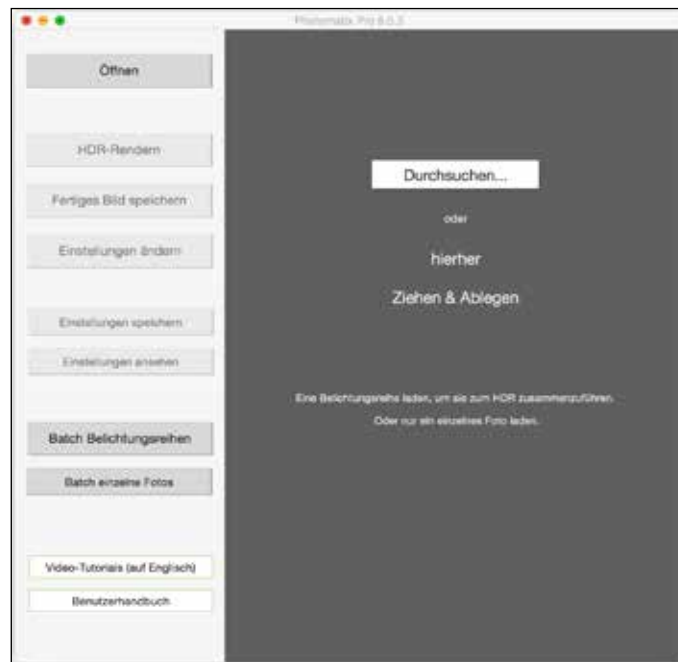 Photomatix Pro 6.0.3
Öffnen
HDR-Rendern
Fertiges Bild speichern
Einstellungen ändern
Einstellungen speichern
Einstellungen ansehen
Batch Belichtungsreihen
Batch einzelne Fotos
Video-Tutorials (auf Englisch)
Benutzerhandbuch
Durchsuchen...
oder
hierher
Ziehen & Ablegen
Eine Belichtungsreihe laden, um sie zum HDR zusammenzuführen.
Oder nur ein einzelnes Foto laden.